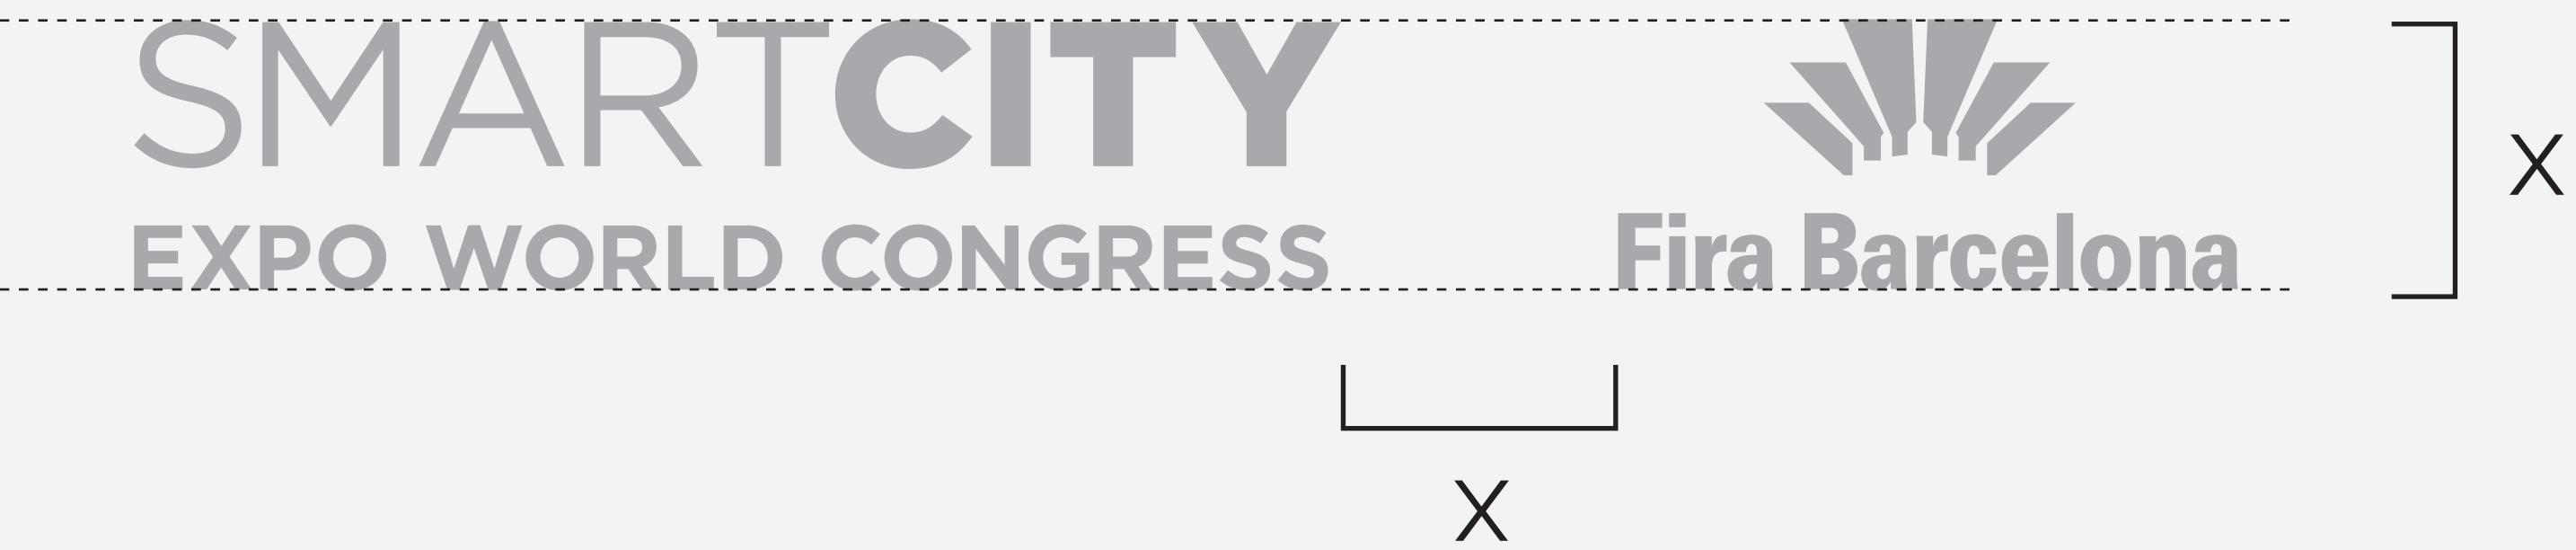 SMARTCITY
EXPO WORLD CONGRESS
Fira Barcelona
X
X